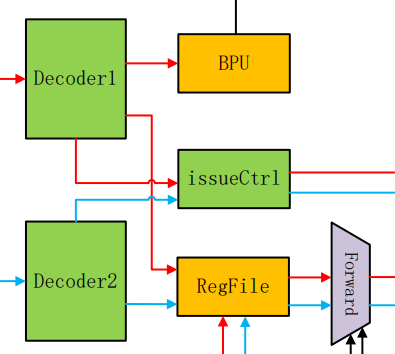 Decoder1
BPU
issueCtrl
Decoder2
RegFile
Forward